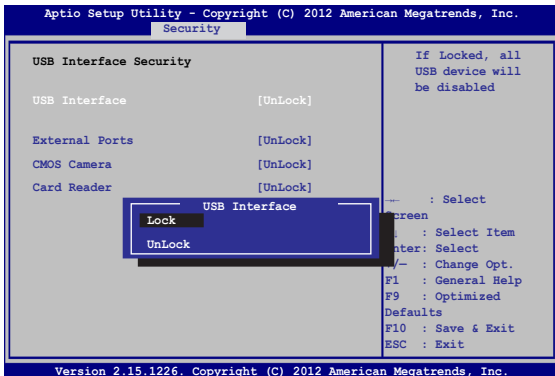 Aptio Setup Utility - Copyright (C) 2012 American Megatrends, Inc.
Security
USB Interface Security
USB Interface [UnLock]
External Ports [UnLock]
CMOS Camera [UnLock]
Card Reader [UnLock]
USB Interface
Lock
UnLock
If Locked, all
USB device will
be disabled
→← : Select
creen
: Select Item
nter: Select
/— : Change Opt.
F1 : General Help
F9 : Optimized
Defaults
F10 : Save & Exit
ESC : Exit
Version 2.15.1226. Copyright (C) 2012 American Megatrends, Inc.